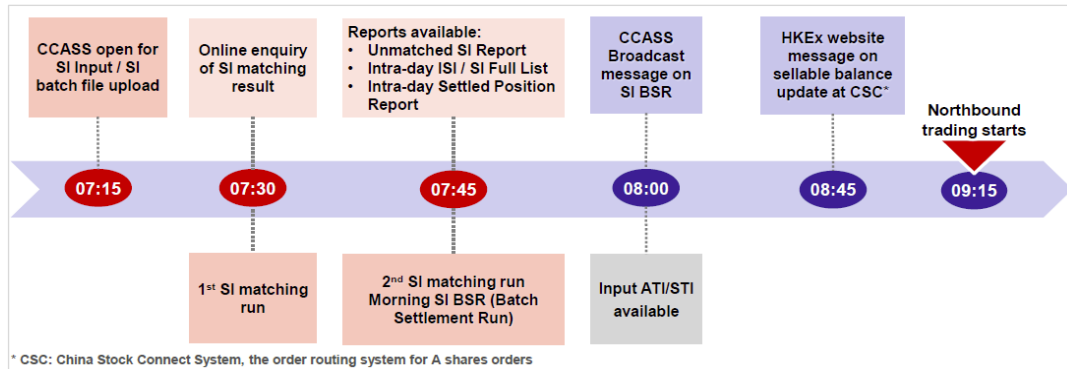 CCASS open for
SI Input / SI
batch file upload
Online enquiry
of SI matching
result
Reports available:
• Unmatched SI Report
• Intra-day ISI / SI Full List
• Intra-day Settled Position
Report
CCASS
Broadcast
message on
SI BSR
HKEx website
message on
sellable balance
update at CSC*
Northbound
trading starts
07:15
07:30
07:45
08:00
08:45
09:15
1st SI matching
run
2nd SI matching run
Morning SI BSR (Batch
Settlement Run)
Input ATI/STI
available
* CSC: China Stock Connect System, the order routing system for A shares orders